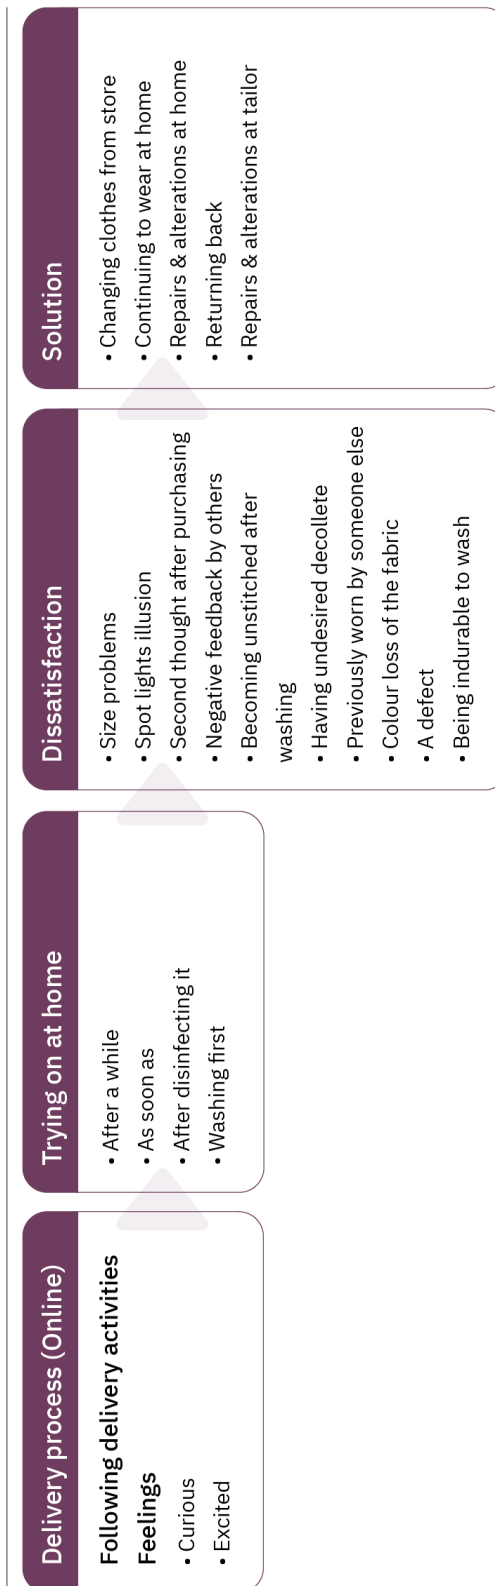 Delivery process (Online)
Following delivery activities
Feelings
• Curious
• Excited
Trying on at home
• After a while
• As soon as
• After disinfecting it
• Washing first
Dissatisfaction
• Size problems
• Spot lights illusion
• Second thought after purchasing
• Negative feedback by others
• Becoming unstitched after
washing
• Having undesired decollete
• Previously worn by someone else
• Colour loss of the fabric
• A defect
• Being indurable to wash
Solution
• Changing clothes from store
• Continuing to wear at home
• Repairs & alterations at home
• Returning back
• Repairs & alterations at tailor